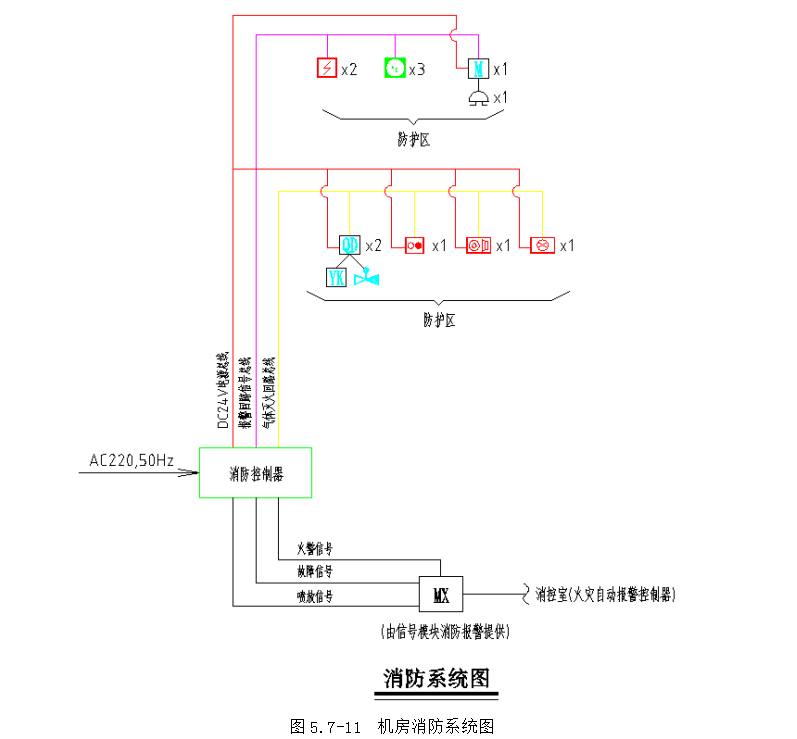 x2
x3
M
x1
x1
防护区
QD
x2
x1
x1
x1
YK
防护区
DC24V电源总线
报警回路信号总线
气体灭火回路总线
AC220,50Hz
消防控制器
火警信号
故障信号
喷放信号
MX
消控室(火灾自动报警控制器)
(由信号模块消防报警提供)
消防系统图
图 5.7-11 机房消防系统图